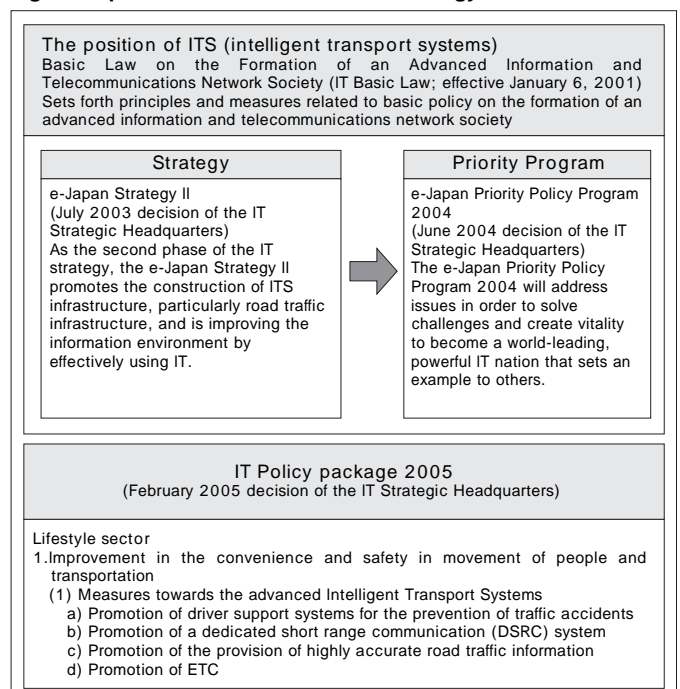 The position of ITS (intelligent transport systems)
Basic Law on the Formation of an Advanced Information and
Telecommunications Network Society (IT Basic Law; effective January 6, 2001)
Sets forth principles and measures related to basic policy on the formation of an
advanced information and telecommunications network society
Strategy
e-Japan Strategy II
(July 2003 decision of the IT
Strategic Headquarters)
As the second phase of the IT
strategy, the e-Japan Strategy II
promotes the construction of ITS
infrastructure, particularly road traffic
infrastructure, and is improving the
information environment by
effectively using IT.
Priority Program
e-Japan Priority Policy Program
2004
(June 2004 decision of the IT
Strategic Headquarters)
The e-Japan Priority Policy
Program 2004 will address
issues in order to solve
challenges and create vitality
to become a world-leading,
powerful IT nation that sets an
example to others.
IT Policy package 2005
(February 2005 decision of the IT Strategic Headquarters)
Lifestyle sector
1.Improvement in the convenience and safety in movement of people and
transportation
(1) Measures towards the advanced Intelligent Transport Systems
a) Promotion of driver support systems for the prevention of traffic accidents
b) Promotion of a dedicated short range communication (DSRC) system
c) Promotion of the provision of highly accurate road traffic information
d) Promotion of ETC